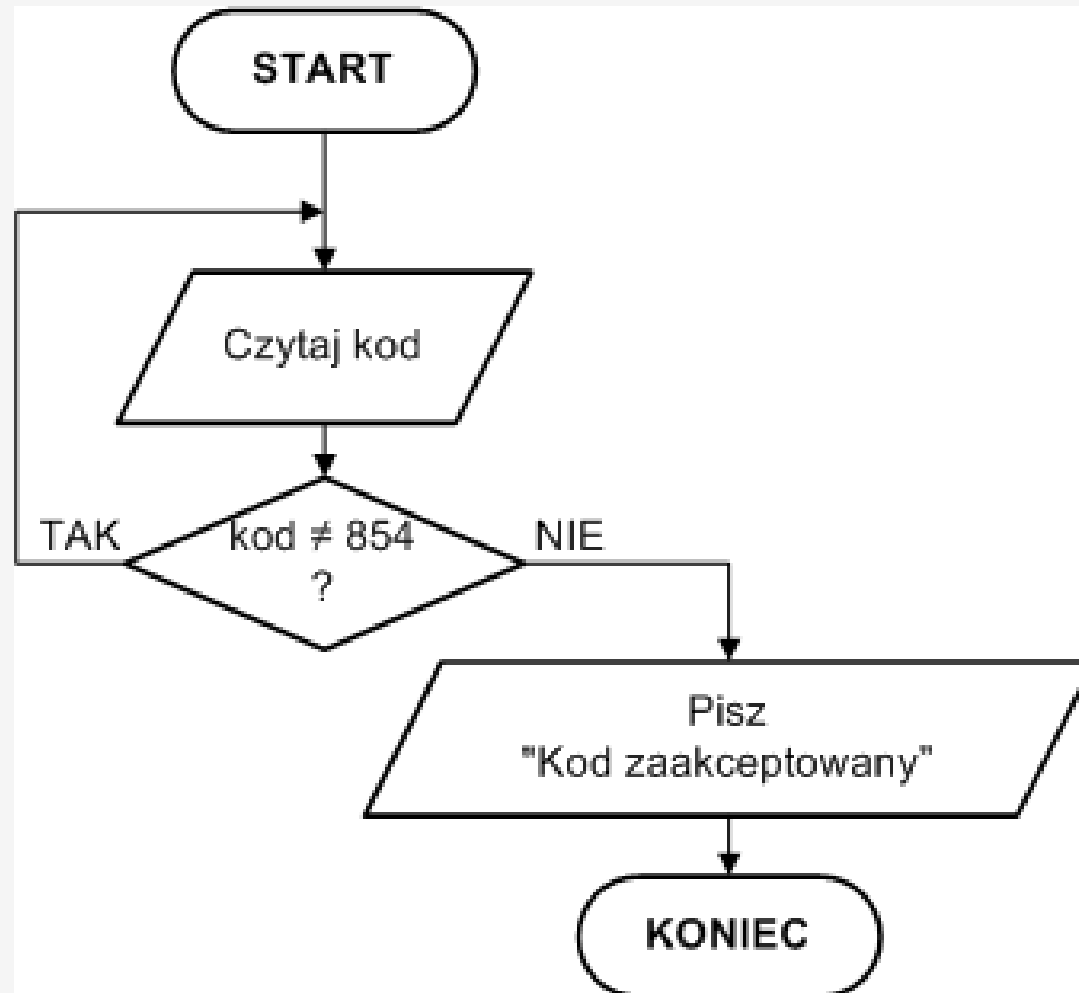 START
Czytaj kod
TAK
kod ≠ 854
?
NIE
Pisz
"Kod zaakceptowany"
KONIEC